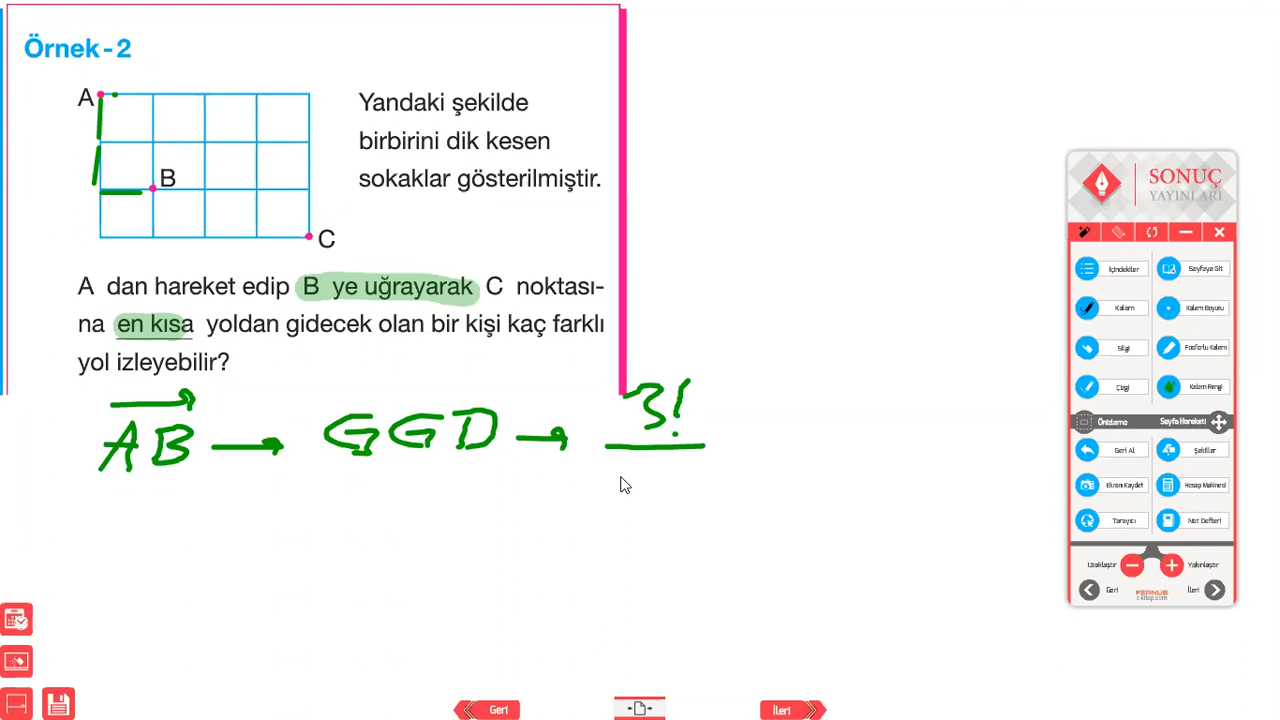 Örnek - 2
A
B
C
Yandaki şekilde
birbirini dik kesen
sokaklar gösterilmiştir.
A dan hareket edip B ye uğrayarak C noktası-
na en kısa yoldan gidecek olan bir kişi kaç farklı
yol izleyebilir?
AB → GGD → 3!
SONUÇ
YAYINLARI
İçindekiler
Sayfaya Git
Kalem
Kalem Boyutu
Silgi
Fosforlu Kalem
Çizgi
Kalem Rengi
Önizleme
Sayfa Hareketi
Geri Al
Şekiller
Ekranı Kaydet
Hesap Makinesi
Tarayıcı
Not Defteri
Uzaklaştır
Yakınlaştır
Geri
FERNUS
İleri
Geri
İleri